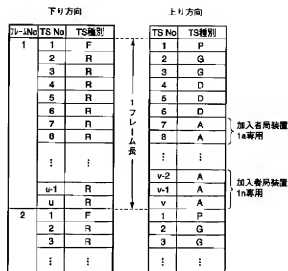 下り方向 上り方向
フレームNo TS No TS種別 TS No TS種別
1 1 F 1 P
2 R 2 G
3 R 3 G
4 R 4 D
5 R 5 D
6 R 6 D
7 R 7 A
8 R 8 A
加入者局装置
1a専用
1フレーム長
⋮ ⋮ ⋮ ⋮
v-2 A
u-1 R v-1 A
u R v A
加入者局装置
1n専用
2 1 F 1 P
2 R 2 G
3 R 3 G
⋮ ⋮ ⋮ ⋮